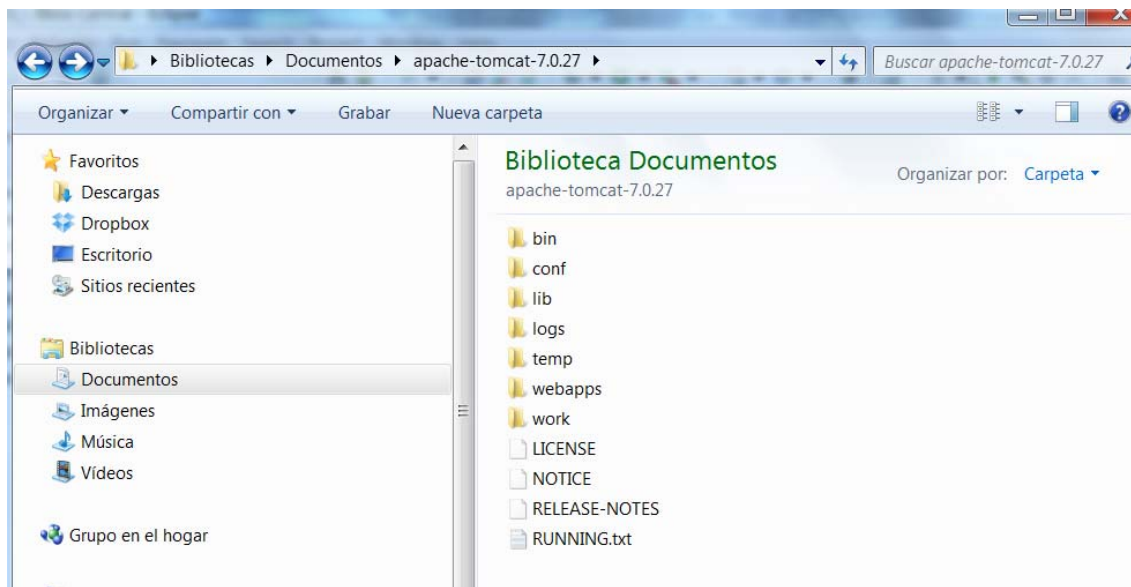 Bibliotecas ▸ Documentos ▸ apache-tomcat-7.0.27 ▸
Buscar apache-tomcat-7.0.27
Organizar
Compartir con
Grabar
Nueva carpeta
Favoritos
Descargas
Dropbox
Escritorio
Sitios recientes
Bibliotecas
Documentos
Imágenes
Música
Vídeos
Grupo en el hogar
Biblioteca Documentos
apache-tomcat-7.0.27
Organizar por: Carpeta
bin
conf
lib
logs
temp
webapps
work
LICENSE
NOTICE
RELEASE-NOTES
RUNNING.txt